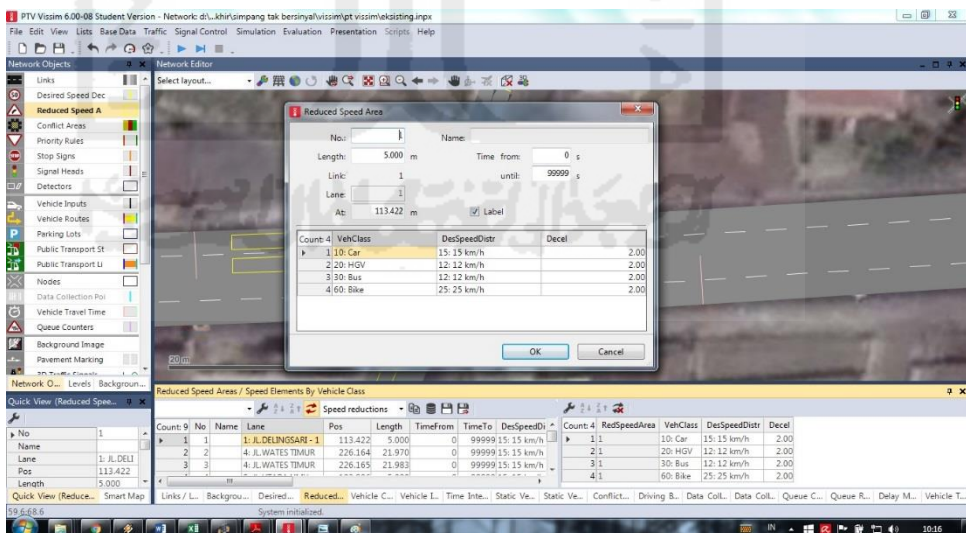 PTV Vissim 6.00-08 Student Version - Network: d:\...khir\simpang tak bersinyal\vissim\pt vissim\eksisting.inpx
File Edit View Lists Base Data Traffic Signal Control Simulation Evaluation Presentation Scripts Help
Network Objects
Network Editor
Select layout...
Links
Desired Speed Dec
Reduced Speed A
Conflict Areas
Priority Rules
Stop Signs
Signal Heads
Detectors
Vehicle Inputs
Vehicle Routes
Parking Lots
Public Transport St
Public Transport Li
Nodes
Data Collection Poi
Vehicle Travel Time
Queue Counters
Background Image
Pavement Marking
3D Traffic Signals
Network O... Levels Backgroun...
Reduced Speed Area
No.: 1 Name:
Length: 5.000 m Time from: 0 s
Link: 1 until: 99999 s
Lane: 1
At: 113.422 m Label
Count: 4 VehClass DesSpeedDistr Decel
1 10: Car 15: 15 km/h 2.00
2 20: HGV 12: 12 km/h 2.00
3 30: Bus 12: 12 km/h 2.00
4 60: Bike 25: 25 km/h 2.00
OK Cancel
20 m
Quick View (Reduced Spee...
No 1
Name
Lane 1: JL.DELI
Pos 113.422
Length 5.000
Quick View (Reduce... Smart Map
Reduced Speed Areas / Speed Elements By Vehicle Class
Speed reductions
Count: 9 No Name Lane Pos Length TimeFrom TimeTo DesSpeedDi
1 1 1: JL.DELINGSARI - 1 113.422 5.000 0 99999 15: 15 km/h
2 2 4: JL.WATES TIMUR 226.164 21.970 0 99999 15: 15 km/h
3 3 4: JL.WATES TIMUR 226.165 21.983 0 99999 15: 15 km/h
Count: 4 RedSpeedArea VehClass DesSpeedDistr Decel
1 1 10: Car 15: 15 km/h 2.00
2 1 20: HGV 12: 12 km/h 2.00
3 1 30: Bus 12: 12 km/h 2.00
4 1 60: Bike 25: 25 km/h 2.00
Links / L... Backgrou... Desired... Reduced... Vehicle C... Vehicle I... Time Inte... Static Ve... Static Ve... Conflict... Driving B... Data Coll... Data Coll... Queue C... Queue R... Delay M... Vehicle T...
59.6:68.6 System initialized.
IN 10:16